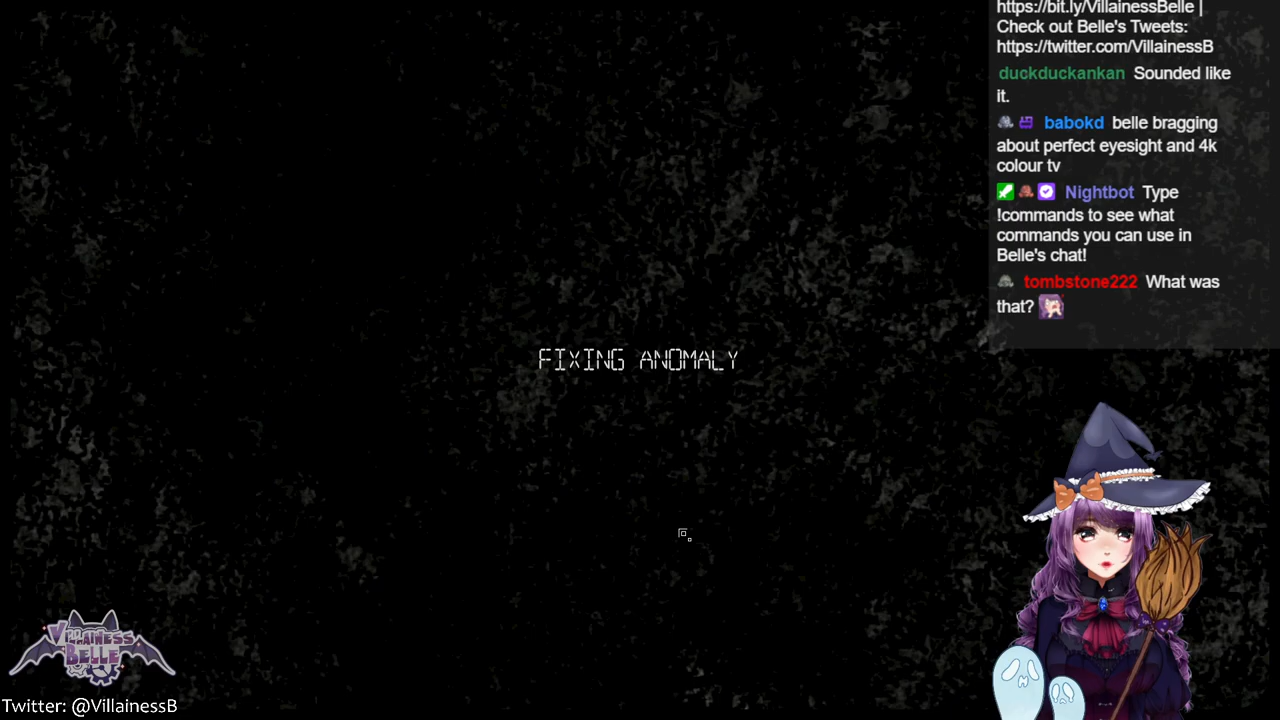 https://bit.ly/VillainessBelle |
Check out Belle's Tweets:
https://twitter.com/VillainessB
duckduckankan Sounded like
it.
babokd belle bragging
about perfect eyesight and 4k
colour tv
Nightbot Type
!commands to see what
commands you can use in
Belle's chat!
tombstone222 What was
that?
FIXING ANOMALY
VILLAINESS
BELLE
Twitter: @VillainessB